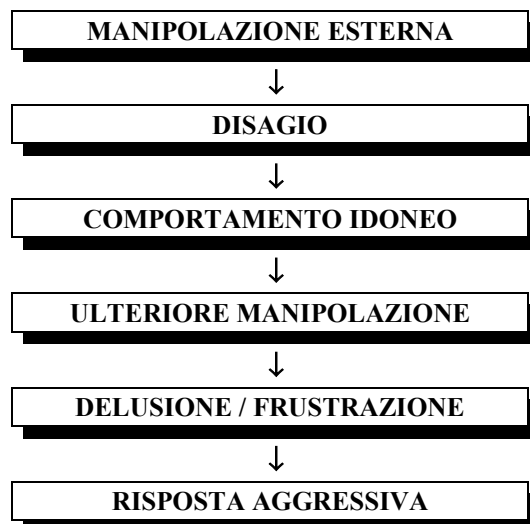 MANIPOLAZIONE ESTERNA
↓
DISAGIO
↓
COMPORTAMENTO IDONEO
↓
ULTERIORE MANIPOLAZIONE
↓
DELUSIONE / FRUSTRAZIONE
↓
RISPOSTA AGGRESSIVA